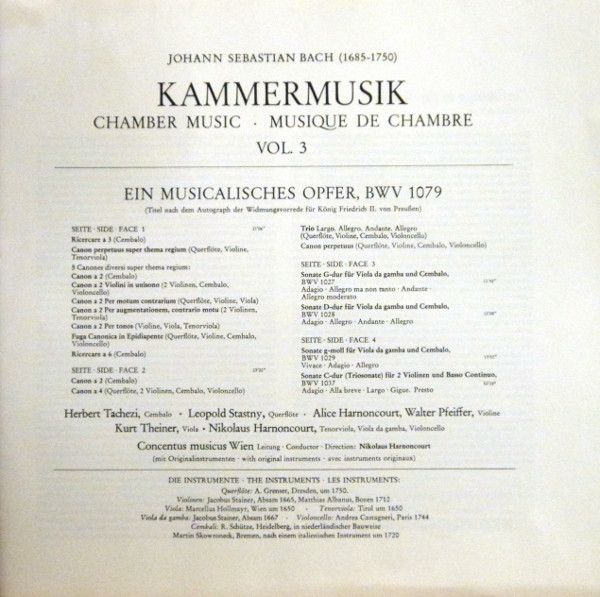 JOHANN SEBASTIAN BACH (1685-1750)
KAMMERMUSIK
CHAMBER MUSIC · MUSIQUE DE CHAMBRE
VOL. 3
EIN MUSICALISCHES OPFER, BWV 1079
(Titel nach dem Autograph der Widmungsvorrede für König Friedrich II. von Preußen)
SEITE · SIDE · FACE 1
Ricercare a 3 (Cembalo)
Canon perpetuus super thema regium (Querflöte, Violine,
Tenorviola)
5 Canones diversi super thema regium:
Canon a 2 (Cembalo)
Canon a 2 Violini in unisono (2 Violinen, Cembalo,
Violoncello)
Canon a 2 Per motum contrarium (Querflöte, Violine, Viola)
Canon a 2 Per augmentationem, contrario motu (2 Violinen,
Tenorviola)
Canon a 2 Per tonos (Violine, Viola, Tenorviola)
Fuga Canonica in Epidiapente (Querflöte, Violine, Cembalo,
Violoncello)
Ricercare a 6 (Cembalo)
SEITE · SIDE · FACE 2
Canon a 2 (Cembalo)
Canon a 4 (Querflöte, 2 Violinen, Cembalo, Violoncello)
Trio Largo. Allegro. Andante. Allegro
(Querflöte, Violine, Cembalo, Violoncello)
Canon perpetuus (Querflöte, Violine, Cembalo, Violoncello)
SEITE · SIDE · FACE 3
Sonate G-dur für Viola da gamba und Cembalo,
BWV 1027
Adagio · Allegro ma non tanto · Andante ·
Allegro moderato
Sonate D-dur für Viola da gamba und Cembalo,
BWV 1028
Adagio · Allegro · Andante · Allegro
SEITE · SIDE · FACE 4
Sonate g-moll für Viola da gamba und Cembalo,
BWV 1029
Vivace · Adagio · Allegro
Sonate C-dur (Triosonate) für 2 Violinen und Basso Continuo,
BWV 1037
Adagio · Alla breve · Largo · Gigue. Presto
Herbert Tachezi, Cembalo · Leopold Stastny, Querflöte · Alice Harnoncourt, Walter Pfeiffer, Violine
Kurt Theiner, Viola · Nikolaus Harnoncourt, Tenorviola, Viola da gamba, Violoncello
Concentus musicus Wien Leitung · Conductor · Direction: Nikolaus Harnoncourt
(mit Originalinstrumenten · with original instruments · avec instruments originaux)
DIE INSTRUMENTE · THE INSTRUMENTS · LES INSTRUMENTS:
Querflöte: A. Grenser, Dresden, um 1750.
Violinen: Jacobus Stainer, Absam 1665, Matthias Albanus, Bozen 1712
Viola: Marcellus Hollmayr, Wien um 1650 · Tenorviola: Tirol um 1650
Viola da gamba: Jacobus Stainer, Absam 1667 · Violoncello: Andrea Castagneri, Paris 1744
Cembali: R. Schütze, Heidelberg, in niederländischer Bauweise
Martin Skowroneck, Bremen, nach einem italienischen Instrument um 1720